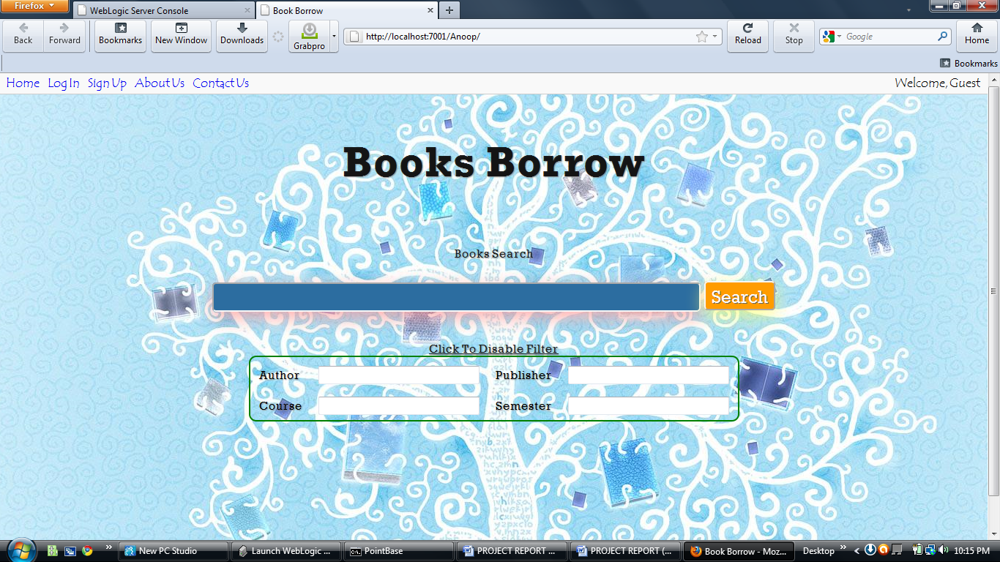 Firefox
WebLogic Server Console
Book Borrow
Back
Forward
Bookmarks
New Window
Downloads
Grabpro
http://localhost:7001/Anoop/
Reload
Stop
Google
Home
Bookmarks
Home Log In Sign Up About Us Contact Us
Welcome, Guest
Books Borrow
Books Search
Search
Click To Disable Filter
Author
Publisher
Course
Semester
New PC Studio
Launch WebLogic ...
PointBase
PROJECT REPORT ...
PROJECT REPORT (...
Book Borrow - Moz...
Desktop
10:15 PM